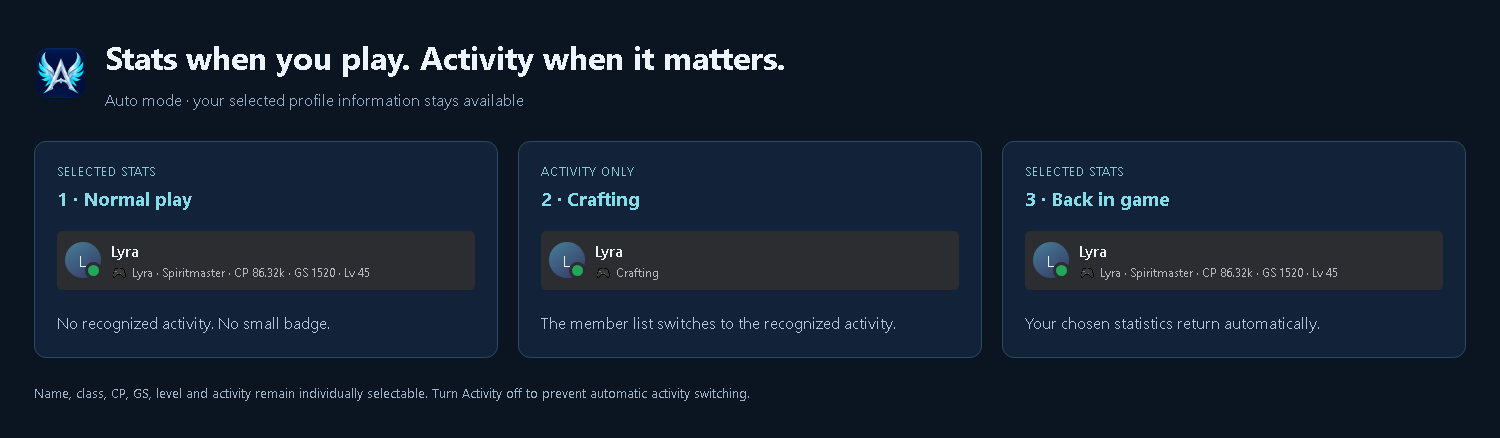 Stats when you play. Activity when it matters.
Auto mode · your selected profile information stays available
SELECTED STATS
1 · Normal play
L
Lyra
Lyra · Spiritmaster · CP 86.32k · GS 1520 · Lv 45
No recognized activity. No small badge.
ACTIVITY ONLY
2 · Crafting
L
Lyra
Crafting
The member list switches to the recognized activity.
SELECTED STATS
3 · Back in game
L
Lyra
Lyra · Spiritmaster · CP 86.32k · GS 1520 · Lv 45
Your chosen statistics return automatically.
Name, class, CP, GS, level and activity remain individually selectable. Turn Activity off to prevent automatic activity switching.